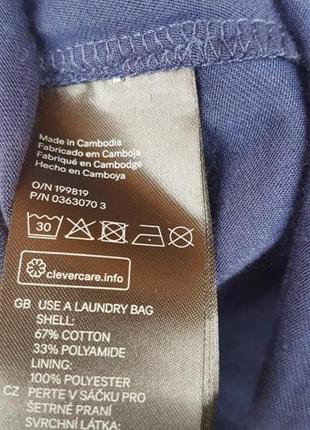 Made in Cambodia
Fabricado em Camboja
Fabriqué en Cambodge
Hecho en Camboya
O/N 199819
P/N 0363070 3
30
clevercare.info
GB USE A LAUNDRY BAG
SHELL:
67% COTTON
33% POLYAMIDE
LINING:
100% POLYESTER
CZ PERTE V SÁČKU PRO
ŠETRNÉ PRANÍ
SVRCHNÍ LÁTKA: